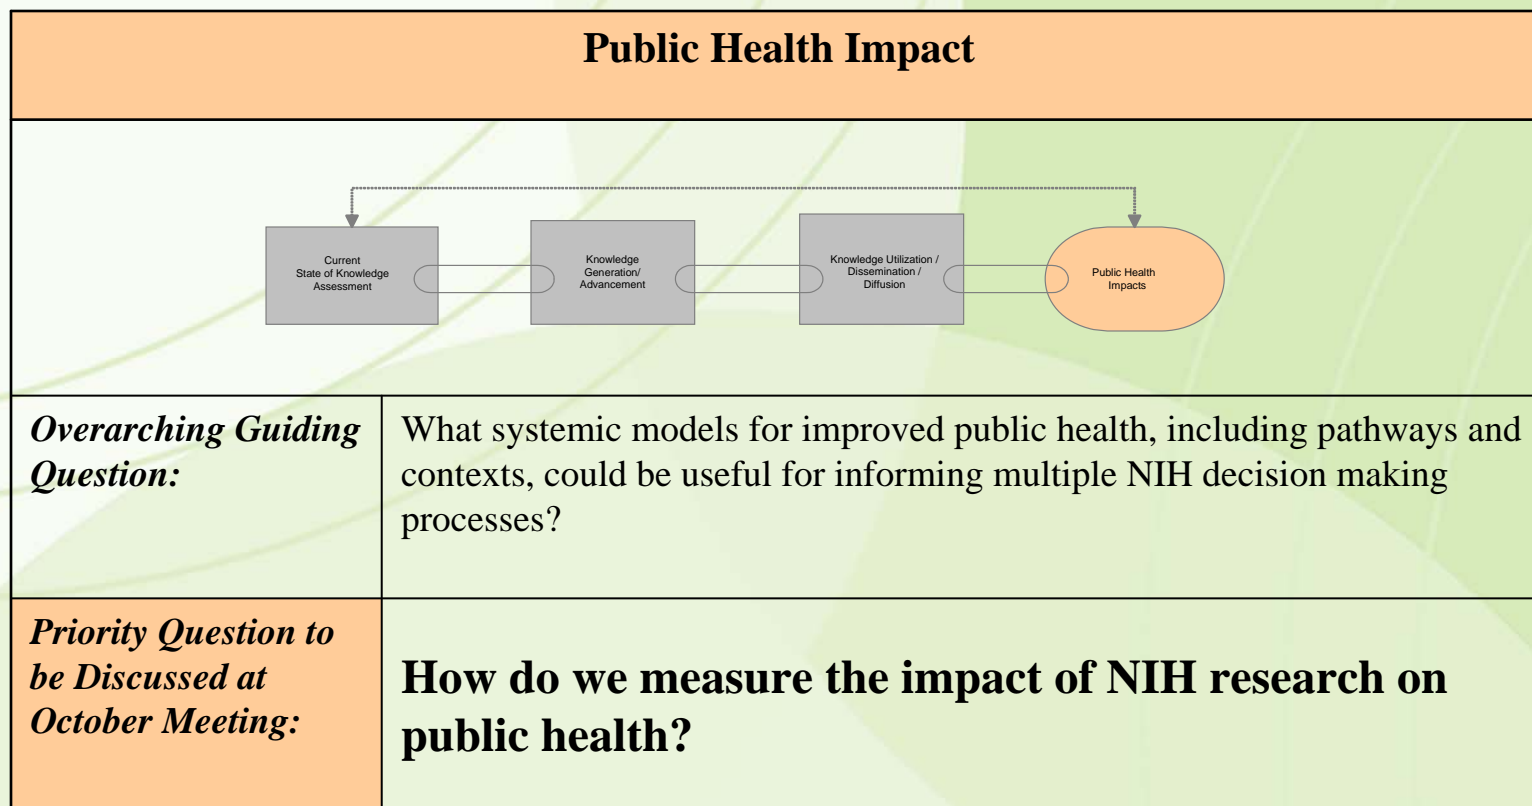 Public Health Impact
Current
State of Knowledge
Assessment
Knowledge
Generation/
Advancement
Knowledge Utilization /
Dissemination /
Diffusion
Public Health
Impacts
Overarching Guiding
Question:
What systemic models for improved public health, including pathways and
contexts, could be useful for informing multiple NIH decision making
processes?
Priority Question to
be Discussed at
October Meeting:
How do we measure the impact of NIH research on
public health?